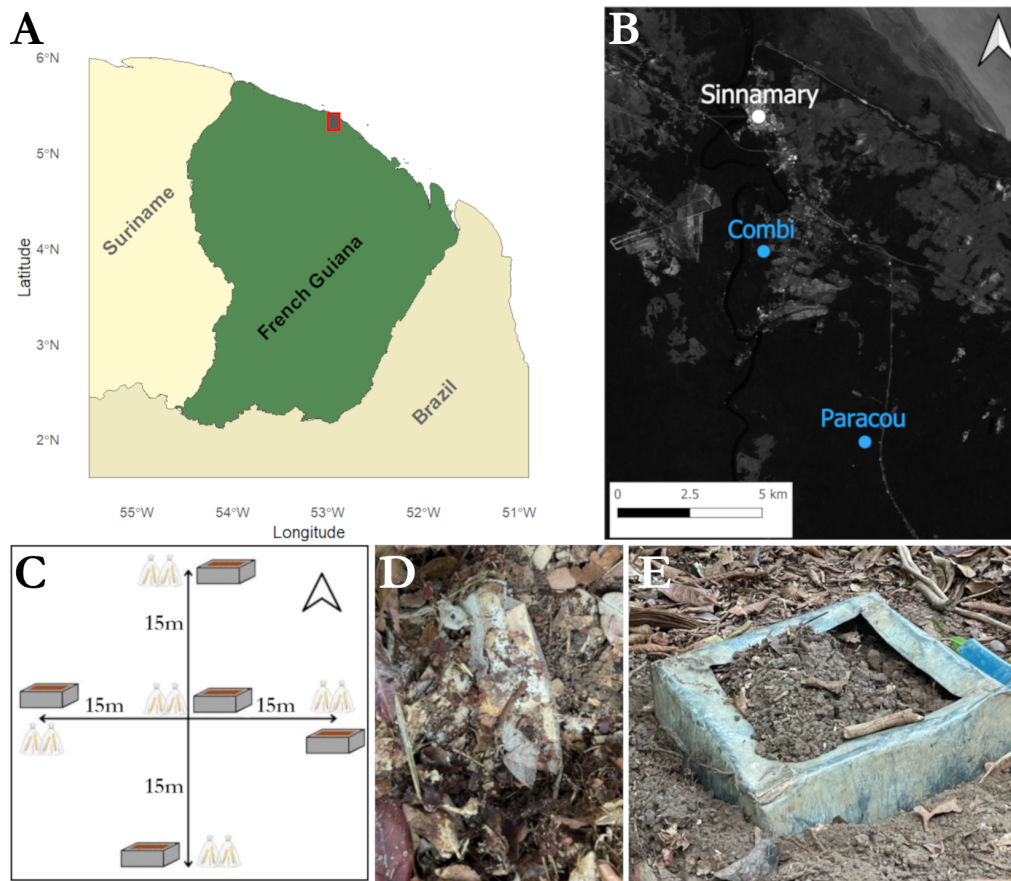 A
6°N
5°N
4°N
3°N
2°N
Latitude
Suriname
French Guiana
Brazil
55°W
54°W
53°W
52°W
51°W
Longitude
B
Sinnamary
Combi
Paracou
0
2.5
5 km
C
15m
15m
15m
15m
D
E